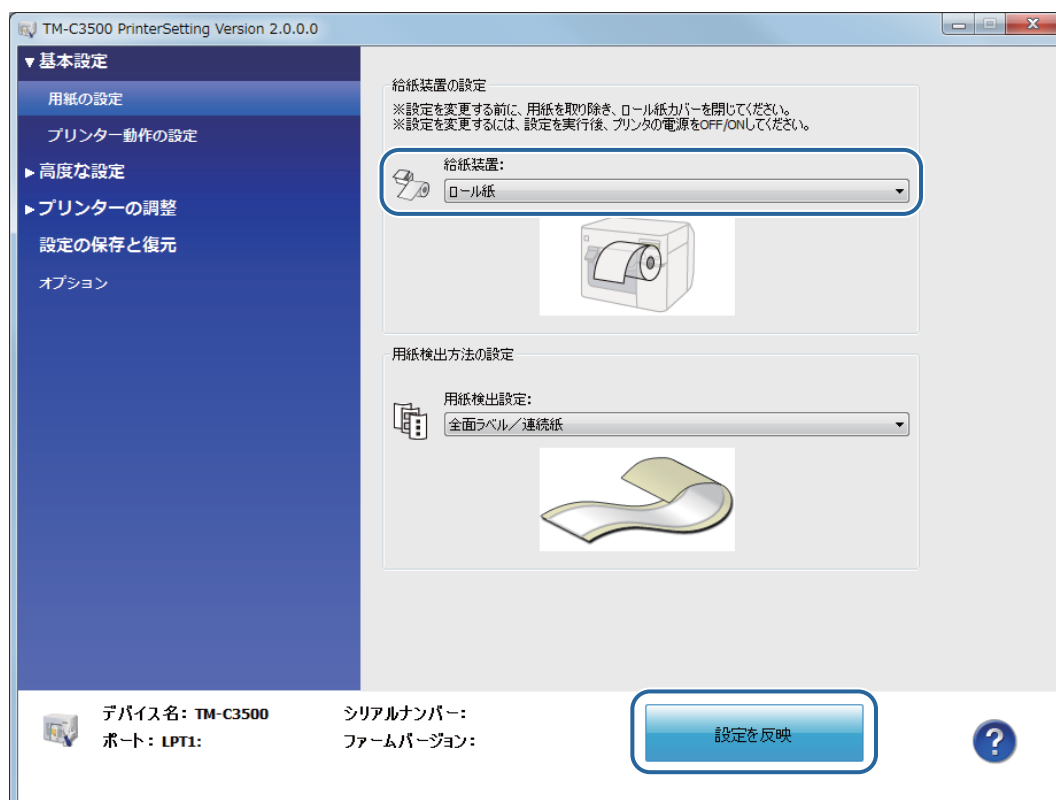 TM-C3500 PrinterSetting Version 2.0.0.0
▼基本設定
用紙の設定
プリンター動作の設定
▶高度な設定
▶プリンターの調整
設定の保存と復元
オプション
給紙装置の設定
※設定を変更する前に、用紙を取り除き、ロール紙カバーを閉じてください。
※設定を変更するには、設定を実行後、プリンタの電源をOFF/ONしてください。
給紙装置:
ロール紙
用紙検出方法の設定
用紙検出設定:
全面ラベル/連続紙
デバイス名: TM-C3500
ポート: LPT1:
シリアルナンバー:
ファームバージョン:
設定を反映
?